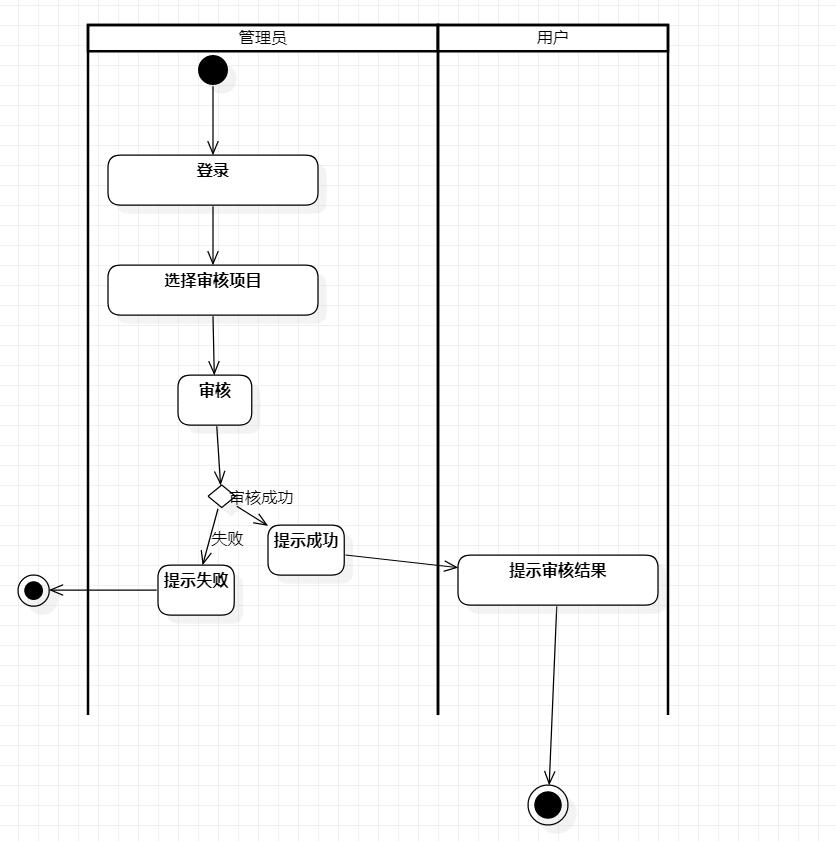 管理员
用户
登录
选择审核项目
审核
审核成功
失败
提示成功
提示失败
提示审核结果